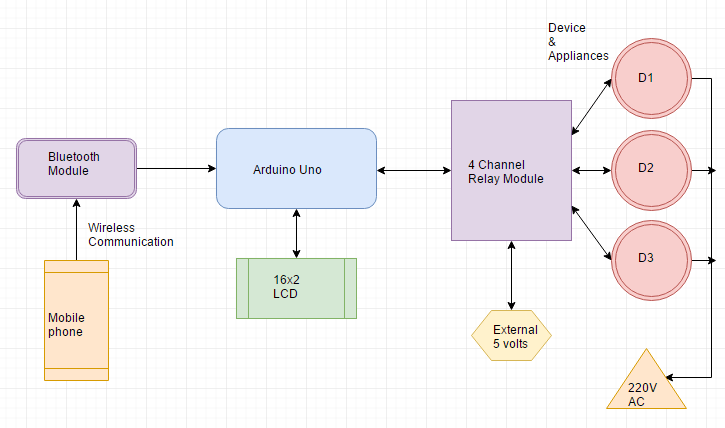 Device
&
Appliances
D1
Bluetooth
Module
Arduino Uno
4 Channel
Relay Module
D2
Wireless
Communication
D3
16x2
LCD
Mobile
phone
External
5 volts
220V
AC